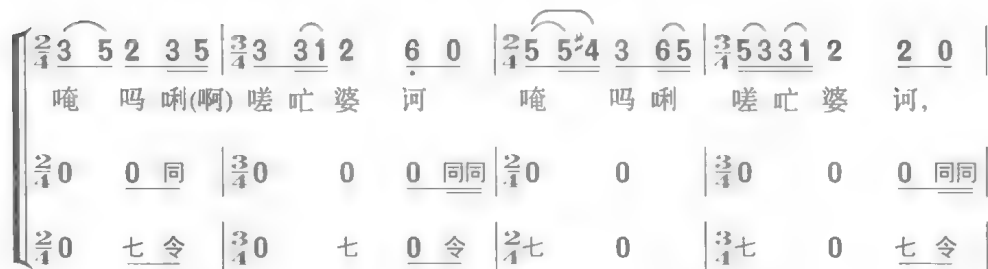 2/4 3 5 2 3 5 | 3/4 3 3 1 2 6 0 | 2/4 5 5 #4 3 6 5 | 3/4 5 3 3 1 2 2 0 |
唵 吗 唎(啊) 嗟 㕷 婆 诃 唵 吗 唎 嗟 㕷 婆 诃,
2/4 0 0 同 | 3/4 0 0 0 同同 | 2/4 0 0 | 3/4 0 0 0 同同 |
2/4 0 七 令 | 3/4 0 七 0 令 | 2/4 七 0 | 3/4 七 0 七 令 |